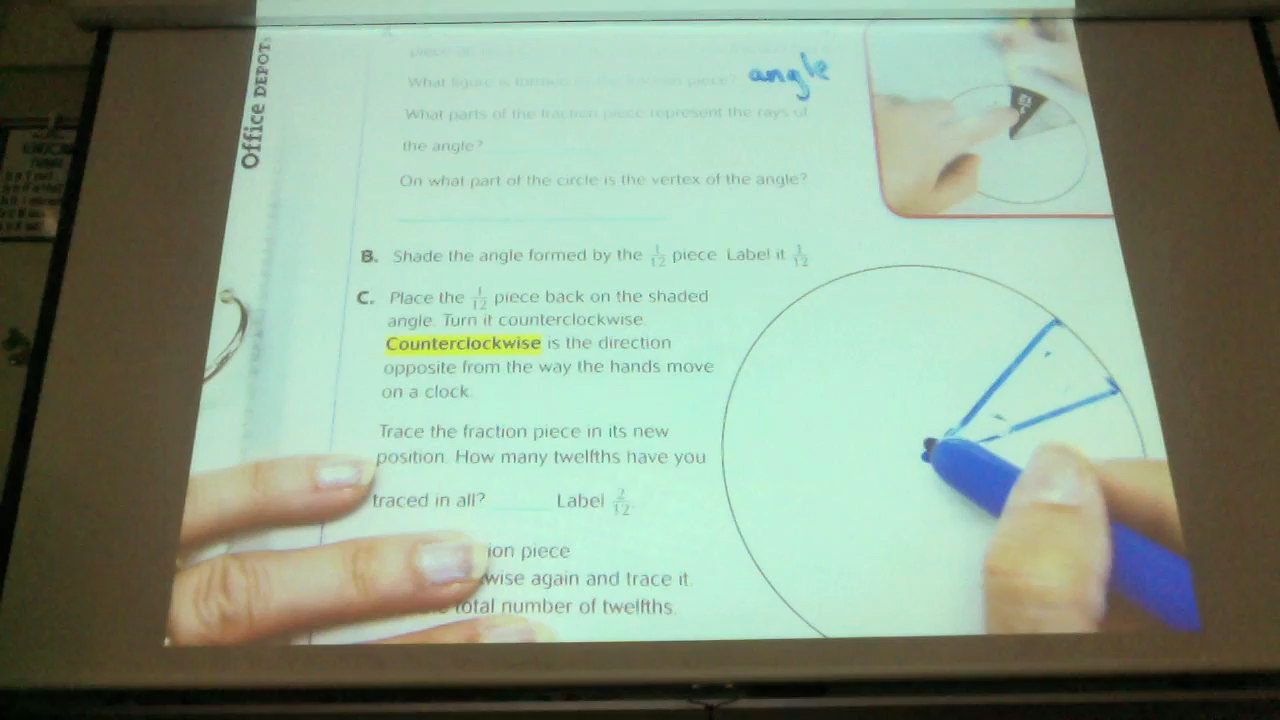 Office DEPOT
What figure is formed by the fraction piece? angle
What parts of the fraction piece represent the rays of
the angle?
On what part of the circle is the vertex of the angle?
B. Shade the angle formed by the 1/12 piece Label it 1/12
C. Place the 1/12 piece back on the shaded
angle. Turn it counterclockwise.
Counterclockwise is the direction
opposite from the way the hands move
on a clock.
Trace the fraction piece in its new
position. How many twelfths have you
traced in all? Label 2/12.
ion piece
wise again and trace it.
total number of twelfths.